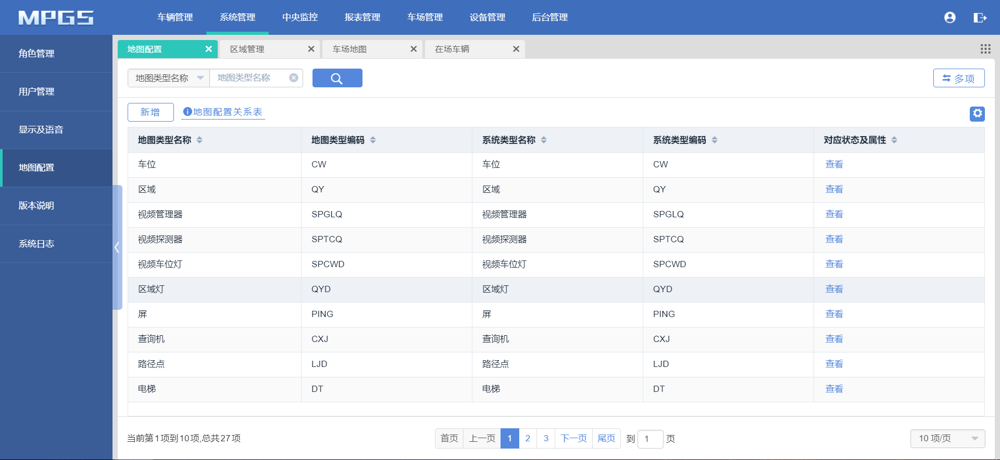 MPGS
车辆管理 系统管理 中央监控 报表管理 车场管理 设备管理 后台管理
角色管理
用户管理
显示及语音
地图配置
版本说明
系统日志
地图配置 区域管理 车场地图 在场车辆
地图类型名称 地图类型名称 多项
新增 地图配置关系表
地图类型名称 地图类型编码 系统类型名称 系统类型编码 对应状态及属性
车位 CW 车位 CW 查看
区域 QY 区域 QY 查看
视频管理器 SPGLQ 视频管理器 SPGLQ 查看
视频探测器 SPTCQ 视频探测器 SPTCQ 查看
视频车位灯 SPCWD 视频车位灯 SPCWD 查看
区域灯 QYD 区域灯 QYD 查看
屏 PING 屏 PING 查看
查询机 CXJ 查询机 CXJ 查看
路径点 LJD 路径点 LJD 查看
电梯 DT 电梯 DT 查看
当前第1项到10项,总共27项 首页 上一页 1 2 3 下一页 尾页 到 1 页 10 项/页